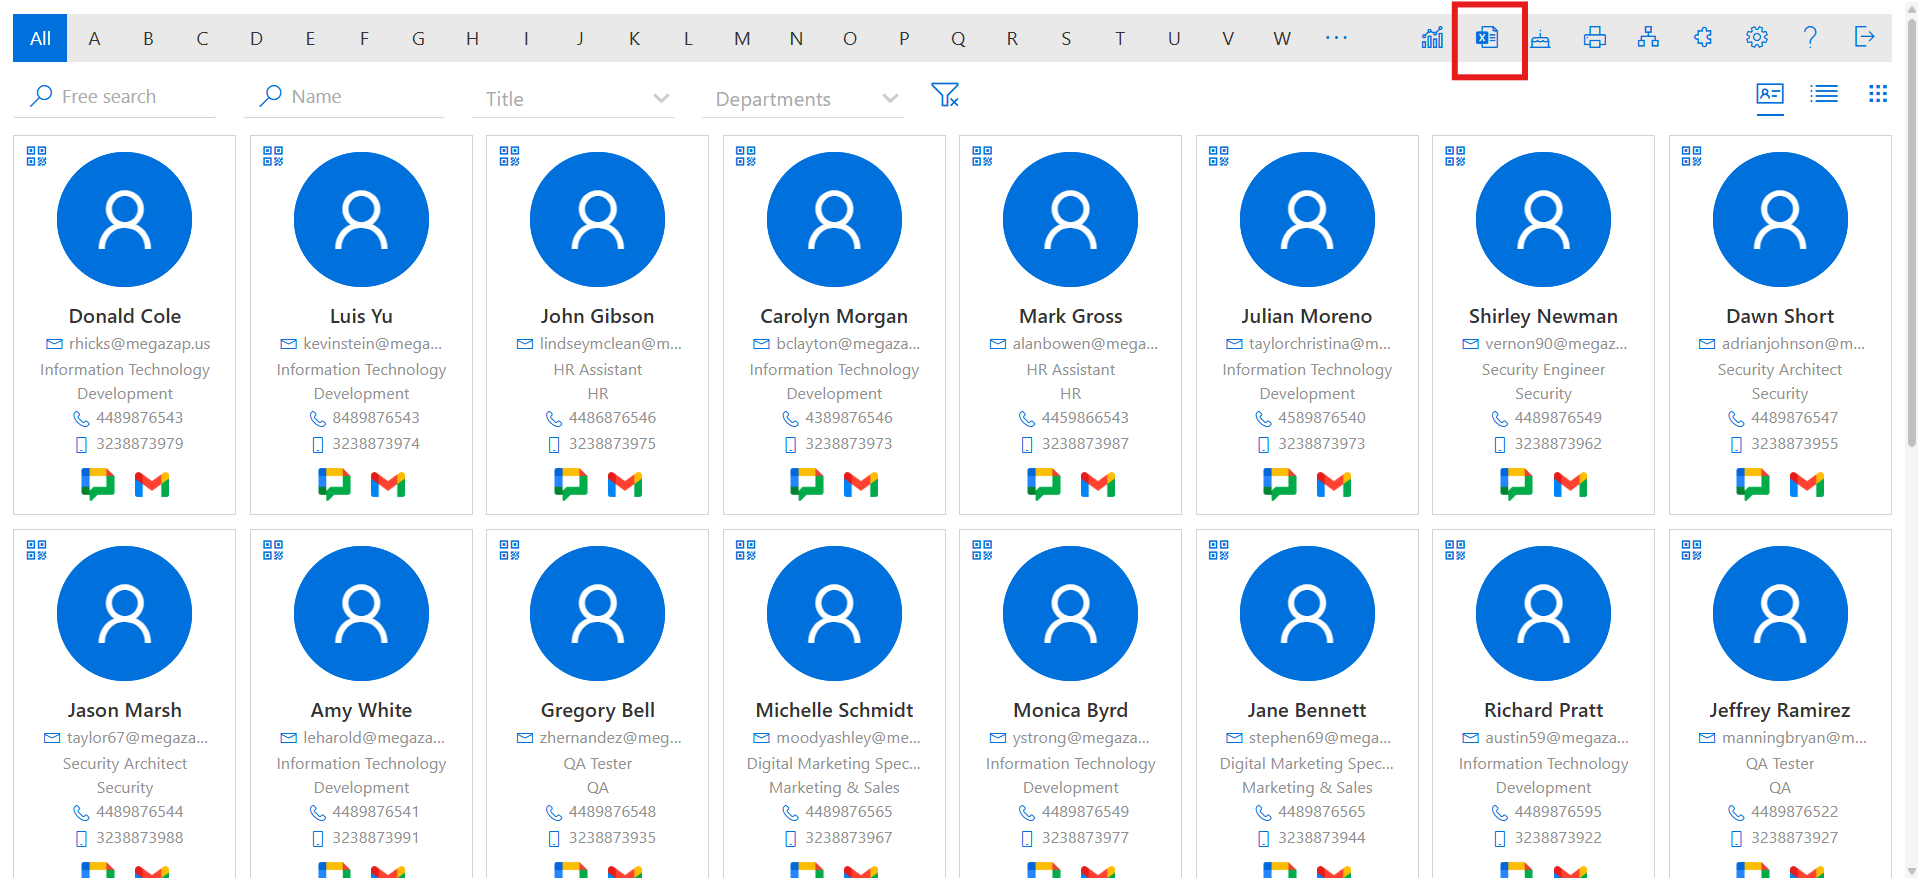 All A B C D E F G H I J K L M N O P Q R S T U V W ···
Free search Name Title Departments
Donald Cole Luis Yu John Gibson Carolyn Morgan Mark Gross Julian Moreno Shirley Newman Dawn Short
rhicks@megazap.us kevinstein@mega... lindseymclean@m... bclayton@megaza... alanbowen@mega... taylorchristina@m... vernon90@megaz... adrianjohnson@m...
Information Technology Information Technology HR Assistant Information Technology HR Assistant Information Technology Security Engineer Security Architect
Development Development HR Development HR Development Security Security
4489876543 8489876543 4486876546 4389876546 4459866543 4589876540 4489876549 4489876547
3238873979 3238873974 3238873975 3238873973 3238873987 3238873973 3238873962 3238873955
Jason Marsh Amy White Gregory Bell Michelle Schmidt Monica Byrd Jane Bennett Richard Pratt Jeffrey Ramirez
taylor67@megaza... leharold@megaza... zhernandez@meg... moodyashley@me... ystrong@megaza... stephen69@mega... austin59@megaza... manningbryan@m...
Security Architect Information Technology QA Tester Digital Marketing Spec... Information Technology Digital Marketing Spec... Information Technology QA Tester
Security Development QA Marketing & Sales Development Marketing & Sales Development QA
4489876544 4489876541 4489876548 4489876565 4489876549 4489876565 4489876595 4489876522
3238873988 3238873991 3238873935 3238873967 3238873977 3238873944 3238873922 3238873927